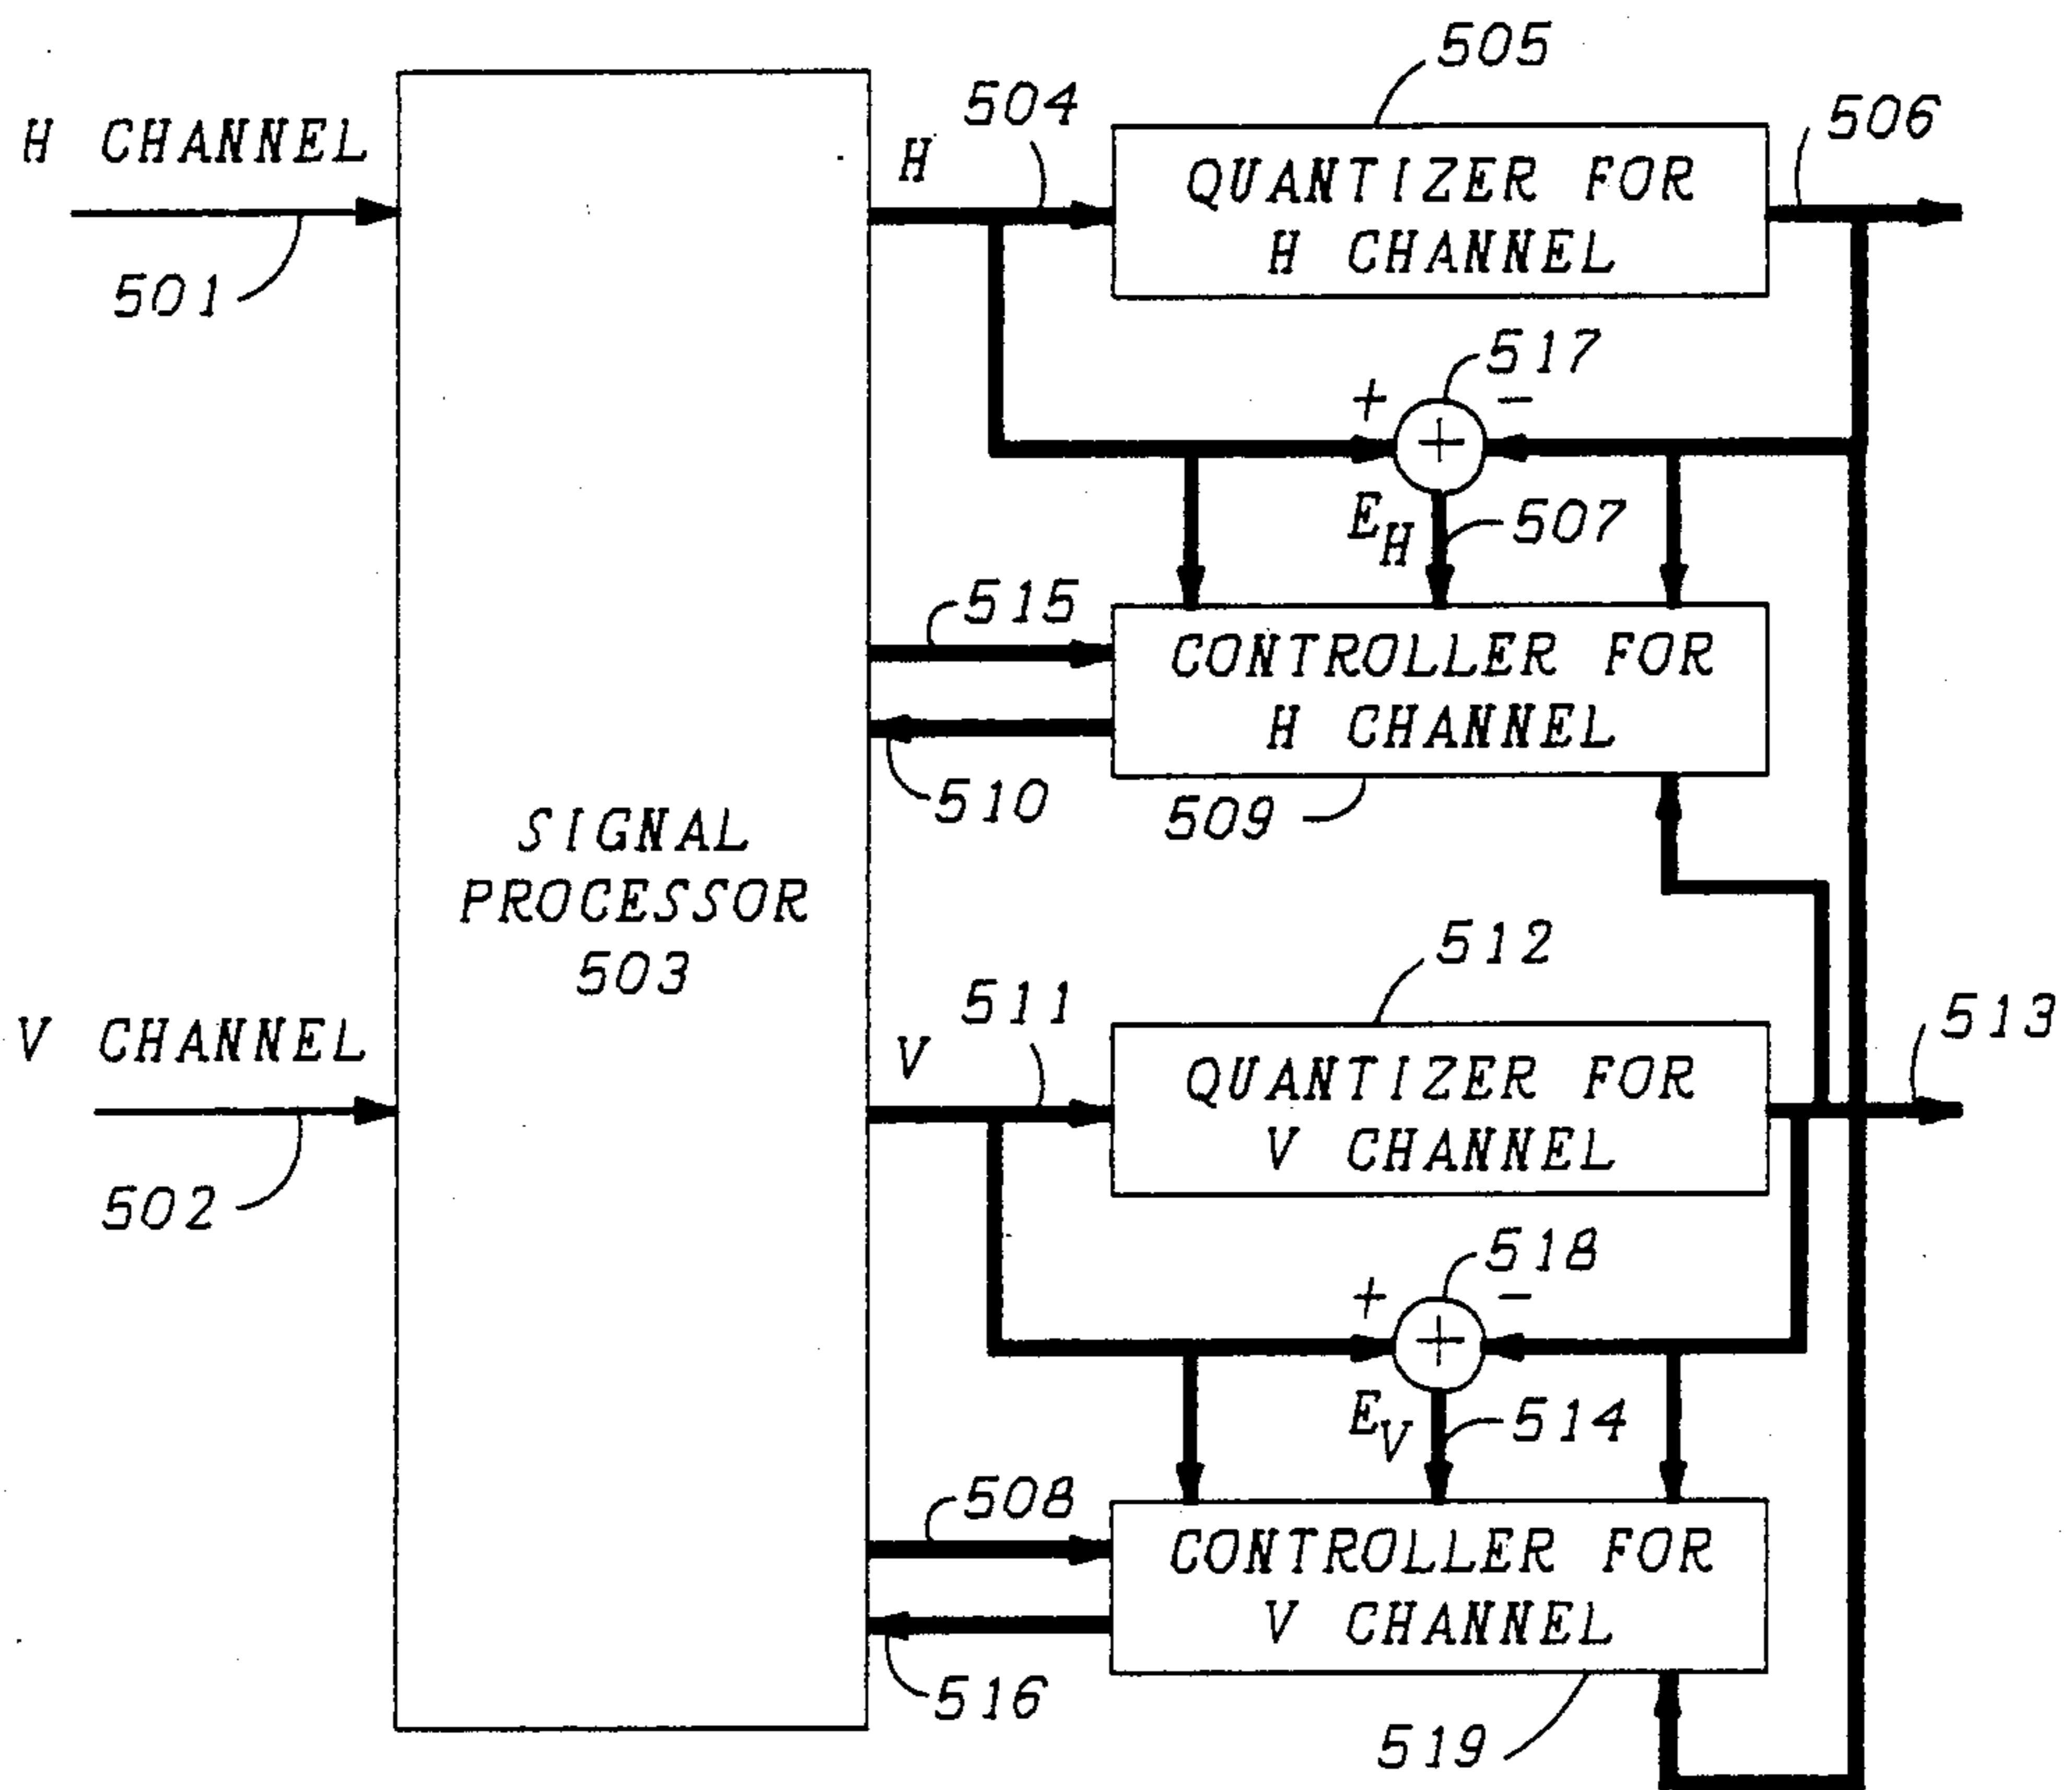 505
504
506
H CHANNEL
H
QUANTIZER FOR
H CHANNEL
501
517
+
−
+
E_H
507
515
CONTROLLER FOR
H CHANNEL
510
509
SIGNAL
PROCESSOR
503
512
511
513
V CHANNEL
V
QUANTIZER FOR
V CHANNEL
502
518
+
−
+
E_V
514
508
CONTROLLER FOR
V CHANNEL
516
519